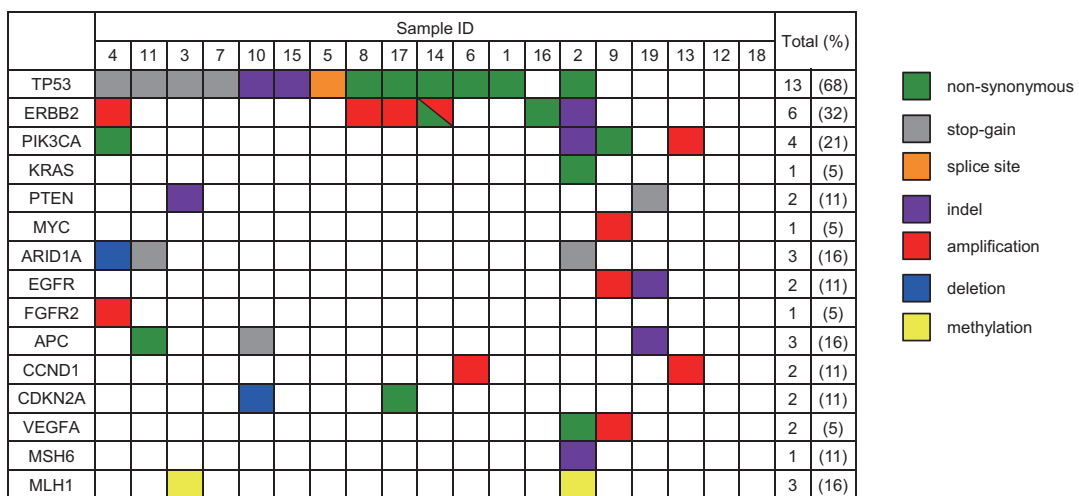 Sample ID Total (%)
4 11 3 7 10 15 5 8 17 14 6 1 16 2 9 19 13 12 18
TP53 13 (68)
ERBB2 6 (32)
PIK3CA 4 (21)
KRAS 1 (5)
PTEN 2 (11)
MYC 1 (5)
ARID1A 3 (16)
EGFR 2 (11)
FGFR2 1 (5)
APC 3 (16)
CCND1 2 (11)
CDKN2A 2 (11)
VEGFA 2 (5)
MSH6 1 (11)
MLH1 3 (16)
non-synonymous
stop-gain
splice site
indel
amplification
deletion
methylation